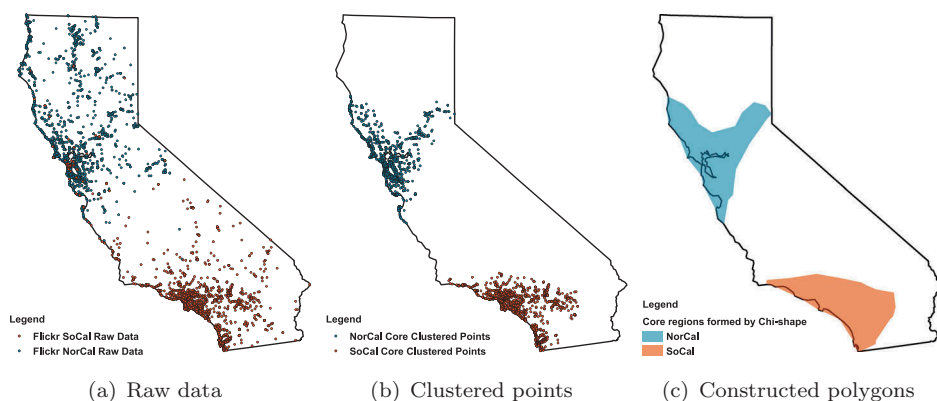 Legend
Flickr SoCal Raw Data
Flickr NorCal Raw Data
(a) Raw data
Legend
NorCal Core Clustered Points
SoCal Core Clustered Points
(b) Clustered points
Legend
Core regions formed by Chi-shape
NorCal
SoCal
(c) Constructed polygons